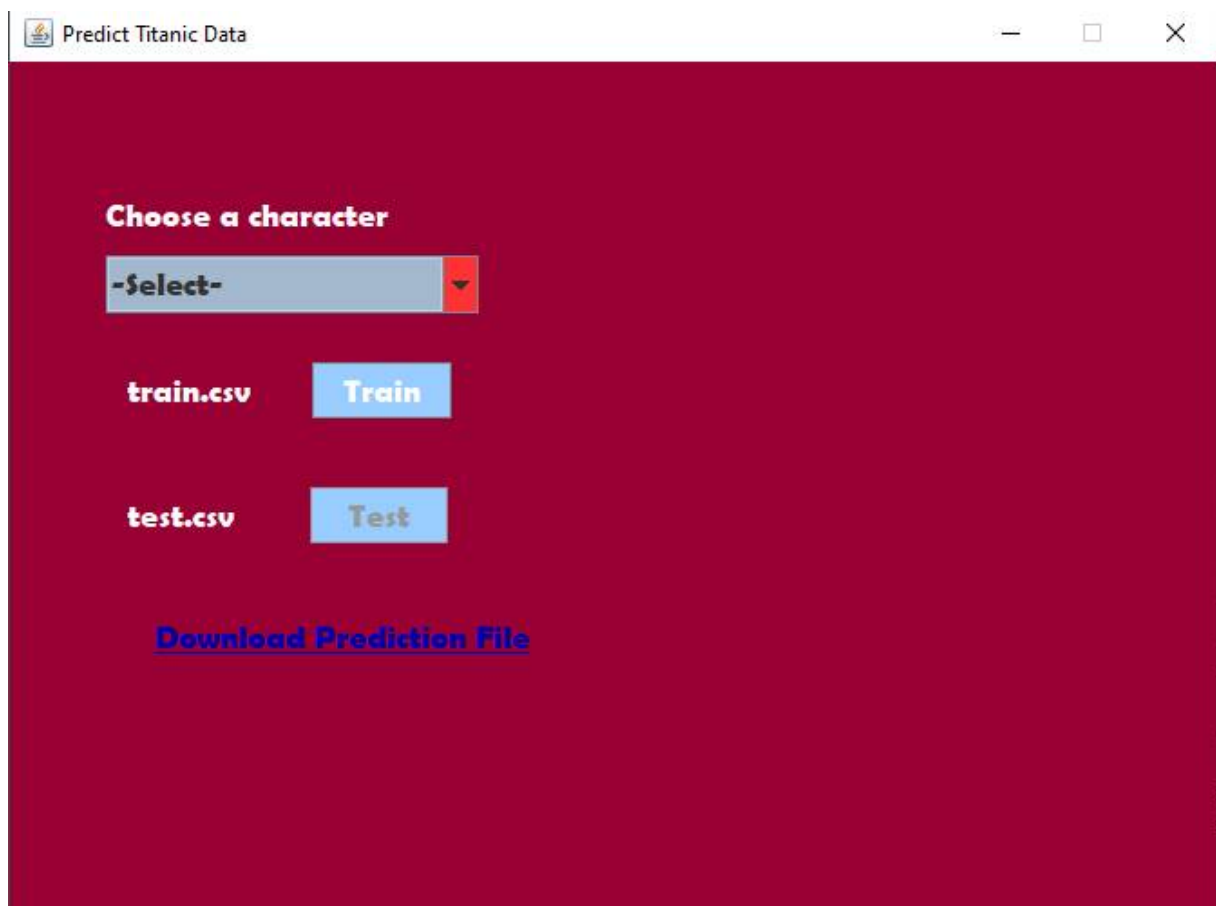 Predict Titanic Data
Choose a character
-Select-
train.csv Train
test.csv Test
Download Prediction File